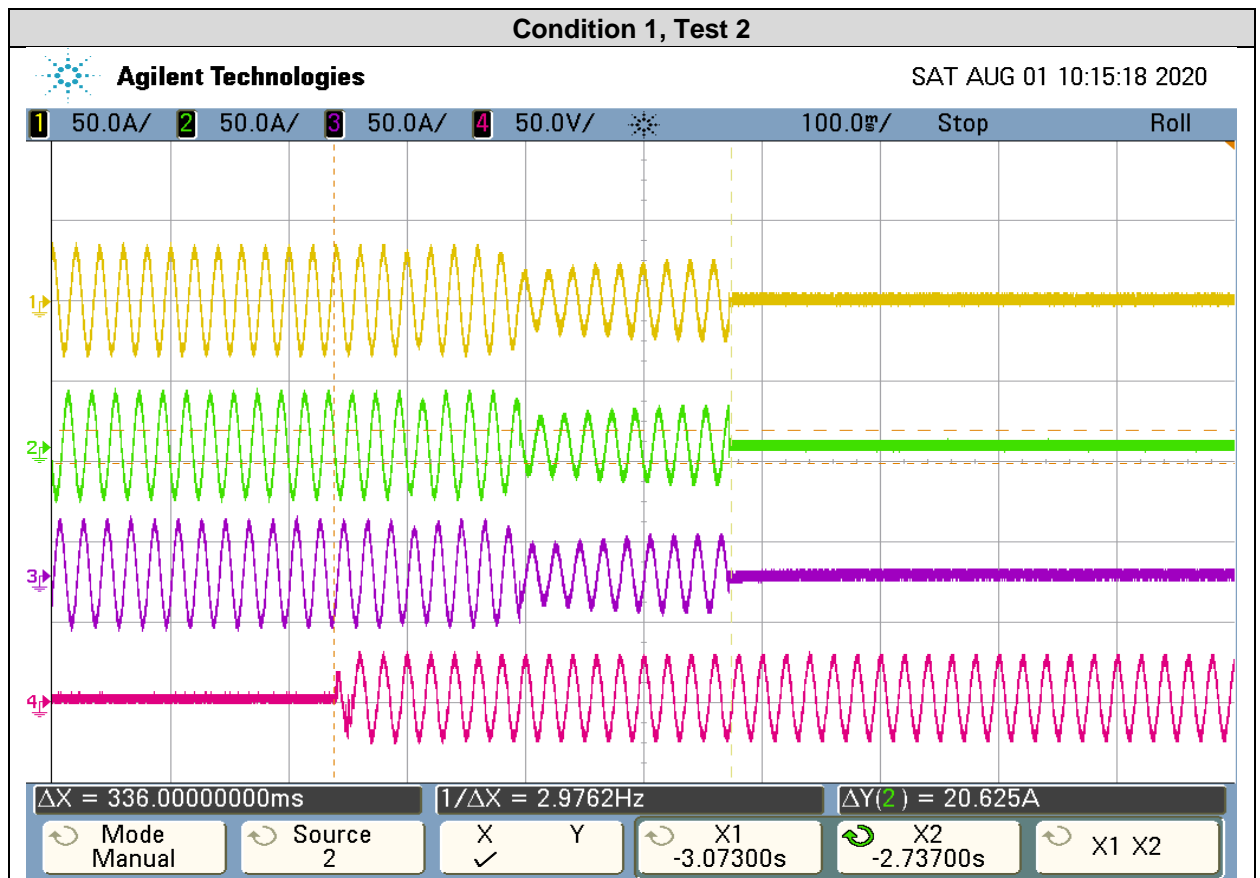 Condition 1, Test 2
Agilent Technologies SAT AUG 01 10:15:18 2020
1 50.0A/ 2 50.0A/ 3 50.0A/ 4 50.0V/ 100.0ms/ Stop Roll
1
2
3
4
ΔX = 336.00000000ms 1/ΔX = 2.9762Hz ΔY(2) = 20.625A
Mode Source X Y X1 X2 X1 X2
Manual 2 ✓ -3.07300s -2.73700s